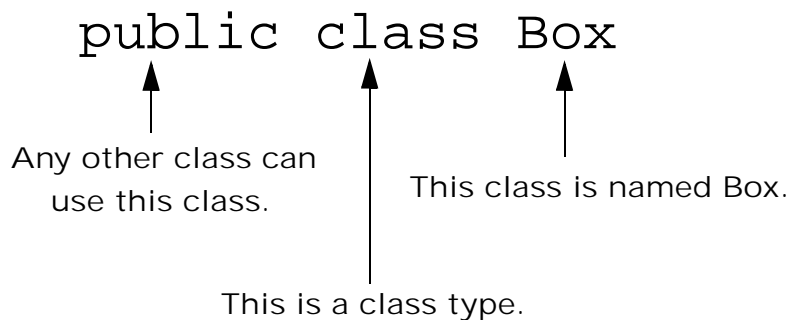 public class Box
Any other class can
use this class.
This class is named Box.
This is a class type.